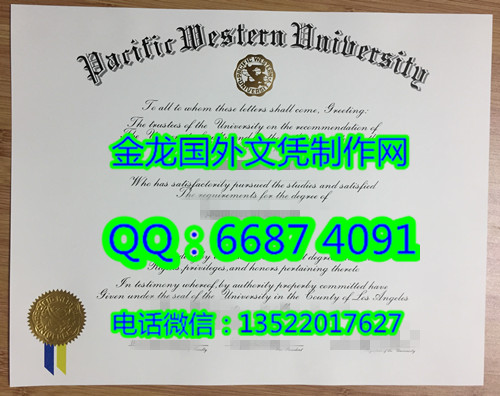 Pacific Western University
To all to whom these letters shall come, Greeting:
The trustees of the University on the recommendation of
金龙国外文凭制作网
Who has satisfactorily pursued the studies and satisfied
The requirements for the degree of
QQ：6687 4091
Rights, privileges, and honors pertaining thereto
In testimony whereof, by authority properly committed have
Given under the seal of the University in the County of Los Angeles
电话微信：13522017627